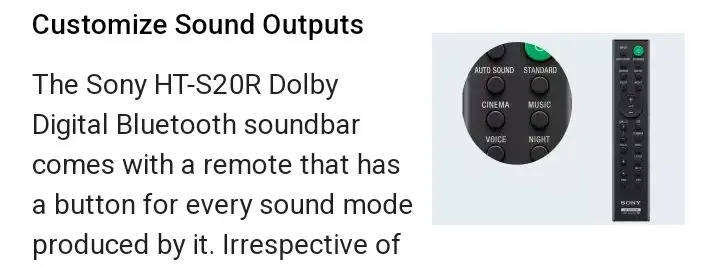 Customize Sound Outputs
The Sony HT-S20R Dolby
Digital Bluetooth soundbar
comes with a remote that has
a button for every sound mode
produced by it. Irrespective of
AUTO SOUND STANDARD
CINEMA MUSIC
VOICE NIGHT
SONY